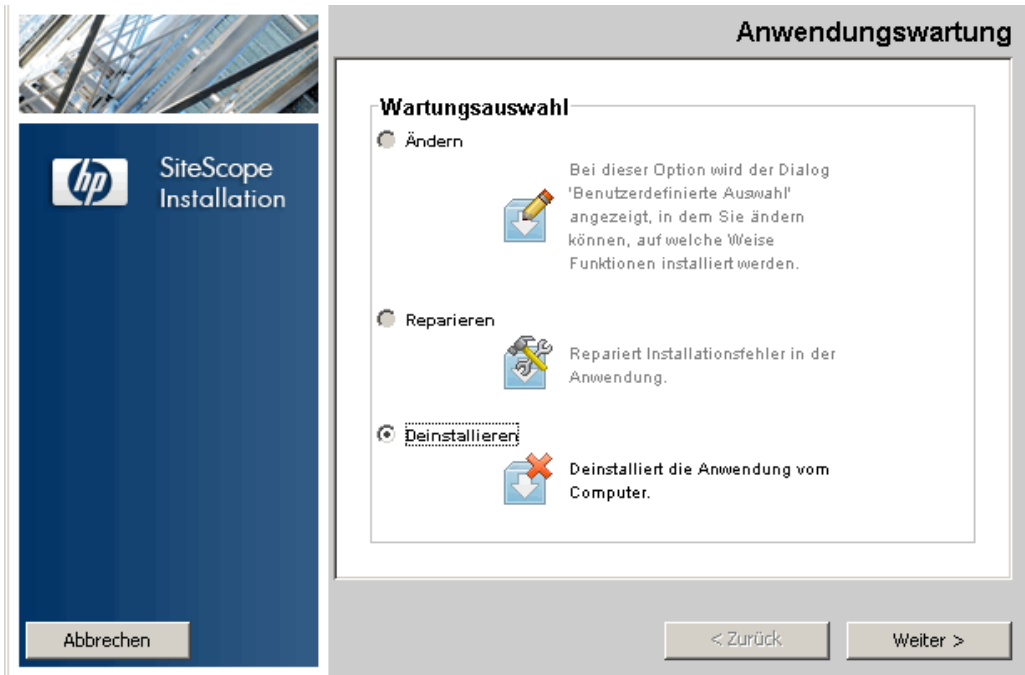 Anwendungswartung
hp
SiteScope
Installation
Wartungsauswahl
Ändern
Bei dieser Option wird der Dialog
'Benutzerdefinierte Auswahl'
angezeigt, in dem Sie ändern
können, auf welche Weise
Funktionen installiert werden.
Reparieren
Repariert Installationsfehler in der
Anwendung.
Deinstallieren
Deinstalliert die Anwendung vom
Computer.
Abbrechen
< Zurück
Weiter >